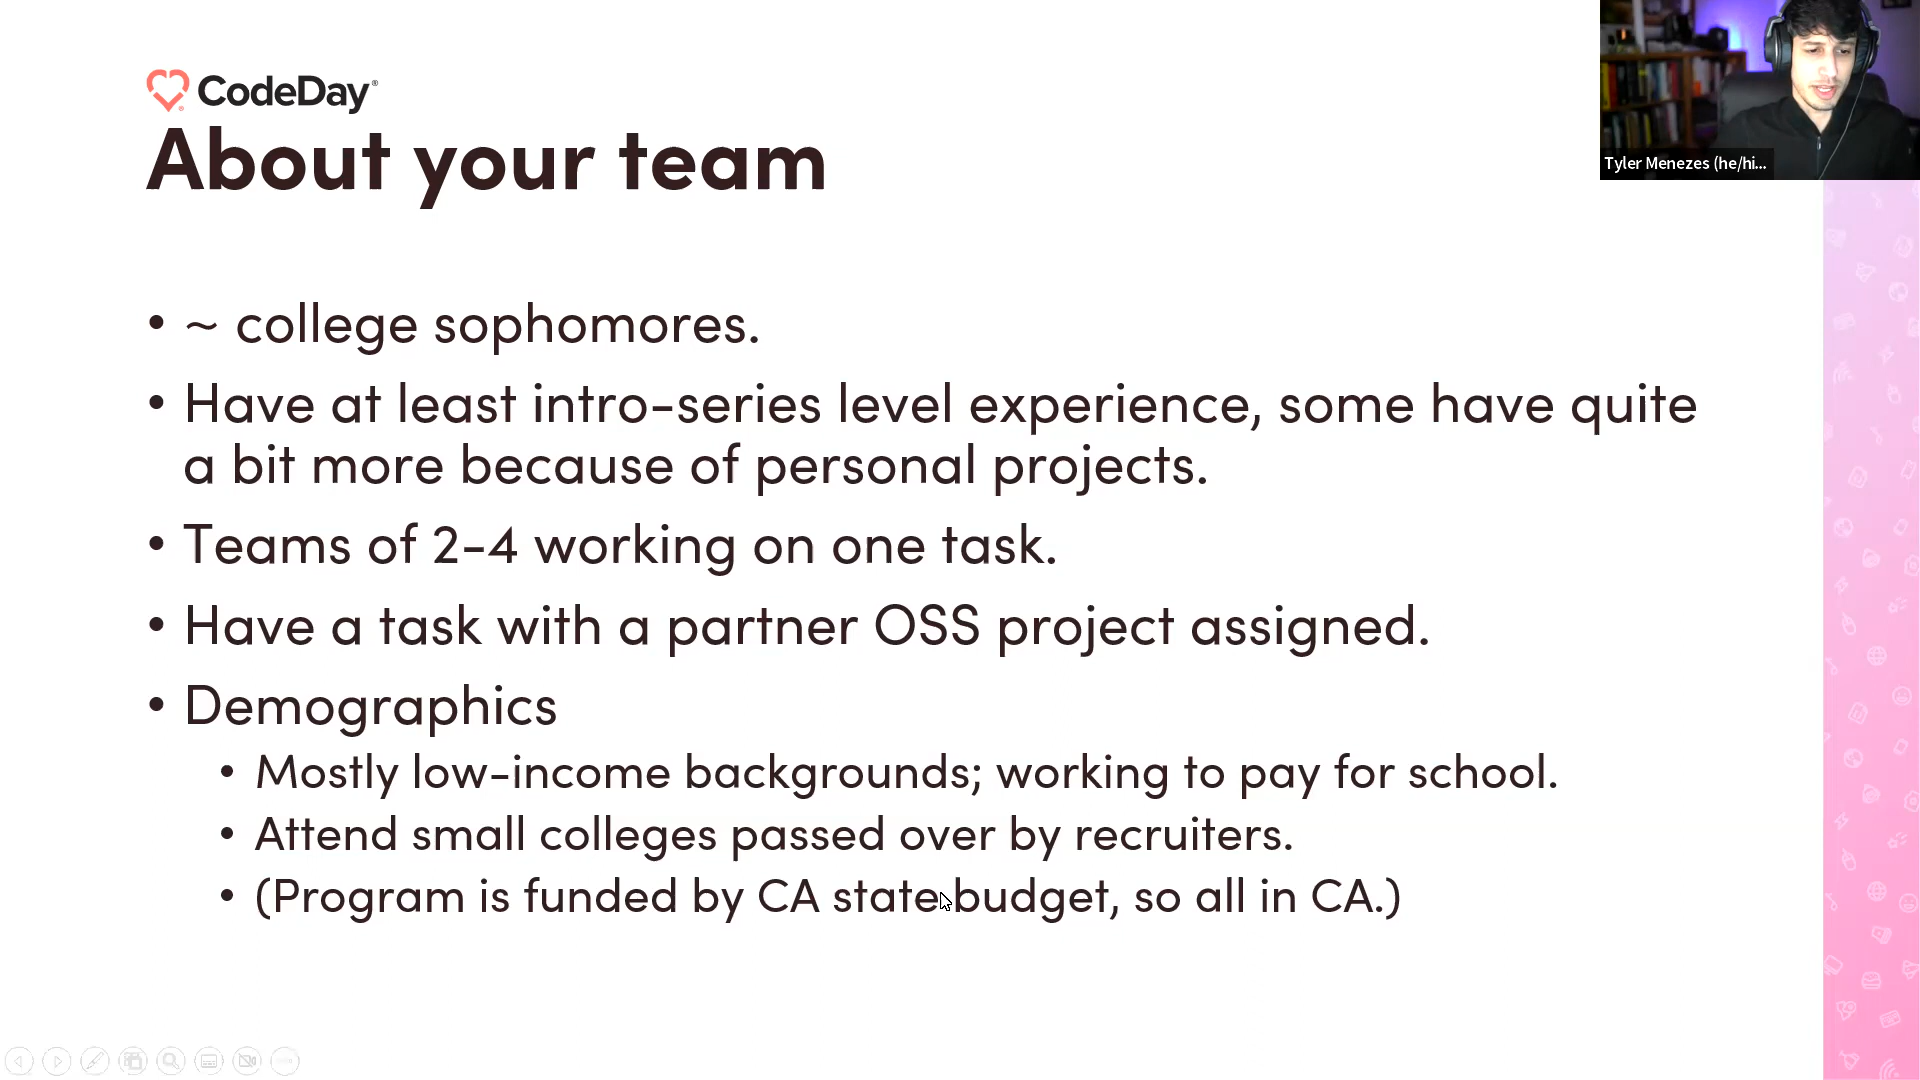 CodeDay
About your team
Tyler Menezes (he/hi...
• ~ college sophomores.
• Have at least intro-series level experience, some have quite
a bit more because of personal projects.
• Teams of 2-4 working on one task.
• Have a task with a partner OSS project assigned.
• Demographics
• Mostly low-income backgrounds; working to pay for school.
• Attend small colleges passed over by recruiters.
• (Program is funded by CA state budget, so all in CA.)